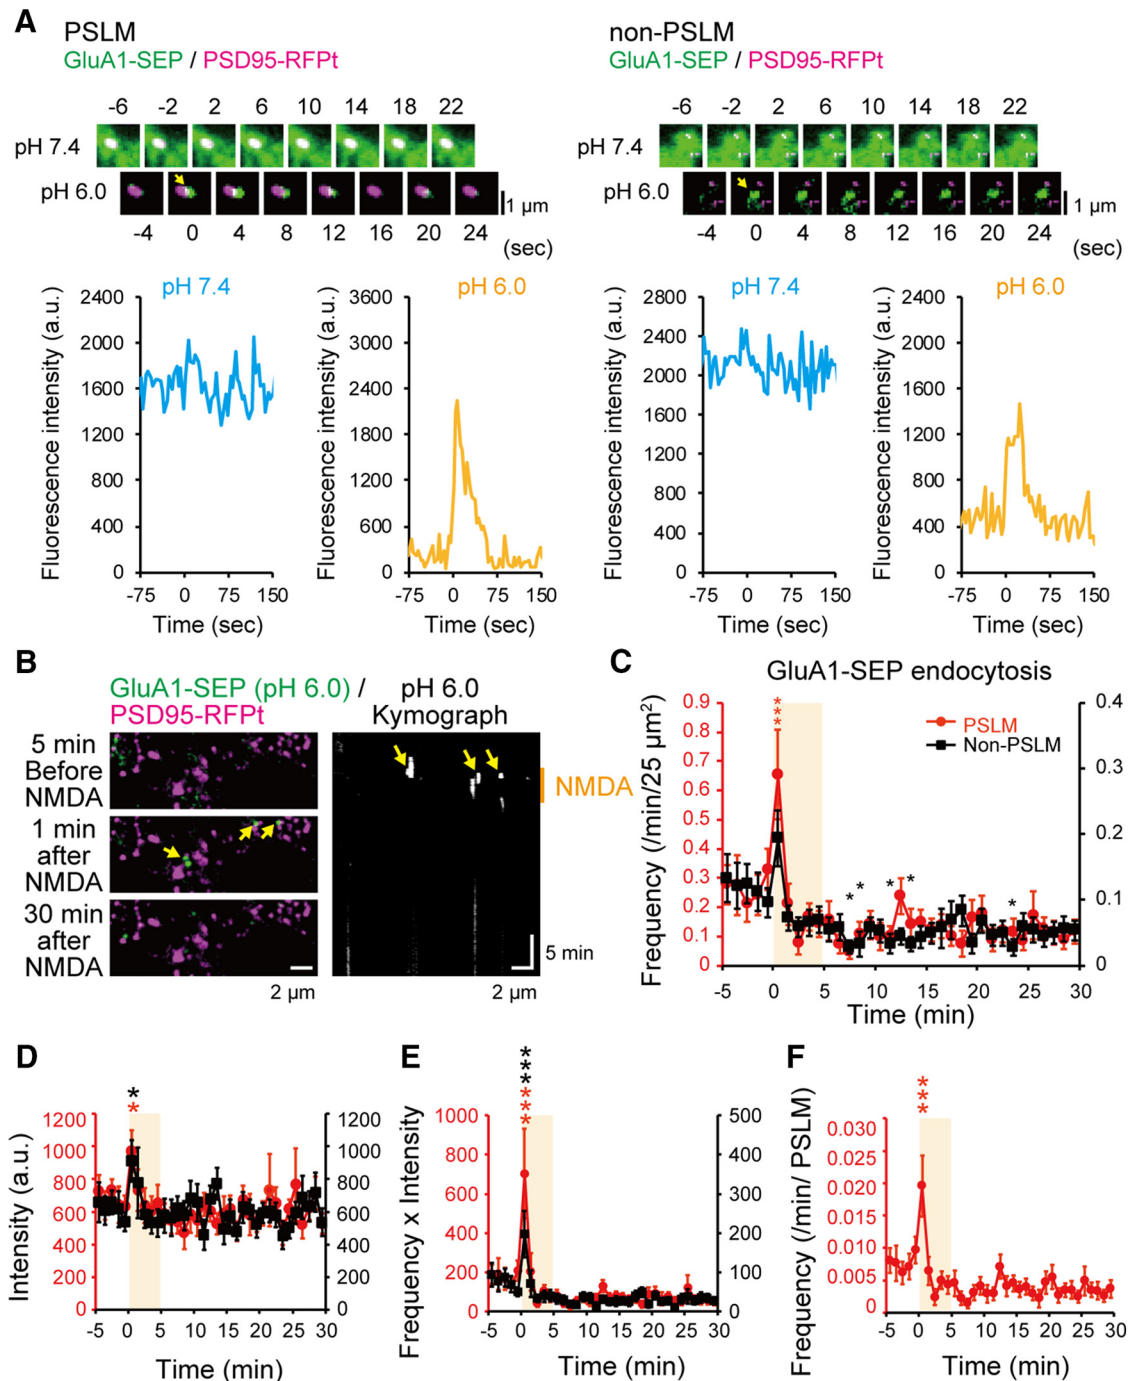 A
PSLM
GluA1-SEP / PSD95-RFPt
-6 -2 2 6 10 14 18 22
pH 7.4
pH 6.0
1 μm
-4 0 4 8 12 16 20 24
(sec)
non-PSLM
GluA1-SEP / PSD95-RFPt
-6 -2 2 6 10 14 18 22
pH 7.4
pH 6.0
1 μm
-4 0 4 8 12 16 20 24
(sec)
Fluorescence intensity (a.u.)
pH 7.4
2400
2000
1600
1200
800
400
0
-75 0 75 150
Time (sec)
Fluorescence intensity (a.u.)
pH 6.0
3600
3000
2400
1800
1200
600
0
-75 0 75 150
Time (sec)
Fluorescence intensity (a.u.)
pH 7.4
2800
2400
2000
1600
1200
800
400
0
-75 0 75 150
Time (sec)
Fluorescence intensity (a.u.)
pH 6.0
2400
2000
1600
1200
800
400
0
-75 0 75 150
Time (sec)
B
GluA1-SEP (pH 6.0) /
PSD95-RFPt
pH 6.0
Kymograph
5 min
Before
NMDA
1 min
after
NMDA
30 min
after
NMDA
2 μm
NMDA
5 min
2 μm
C
GluA1-SEP endocytosis
Frequency (/min/25 μm²)
0.9
0.8
0.7
0.6
0.5
0.4
0.3
0.2
0.1
0
***
PSLM
Non-PSLM
* * * * *
0.4
0.3
0.2
0.1
0
-5 0 5 10 15 20 25 30
Time (min)
D
Intensity (a.u.)
*
*
1200
1000
800
600
400
200
0
1200
1000
800
600
400
200
0
-5 0 5 10 15 20 25 30
Time (min)
E
Frequency x Intensity
***
***
1000
800
600
400
200
0
500
400
300
200
100
0
-5 0 5 10 15 20 25 30
Time (min)
F
Frequency (/min/ PSLM)
***
0.030
0.025
0.020
0.015
0.010
0.005
0
-5 0 5 10 15 20 25 30
Time (min)